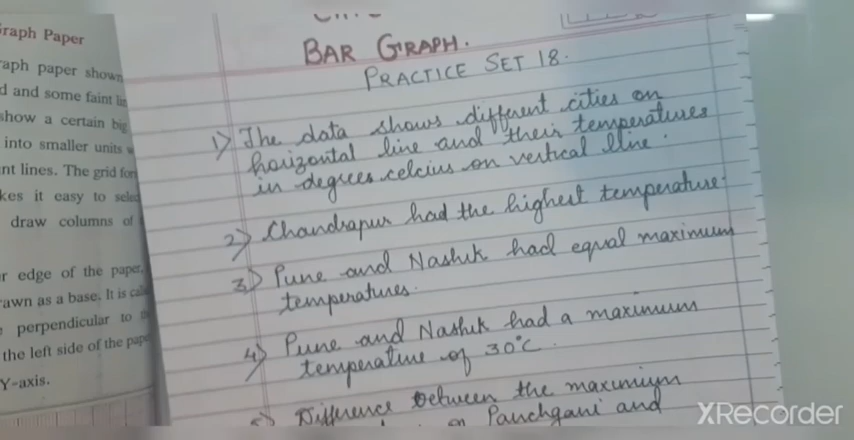 raph Paper
aph paper shown
d and some faint
show a certain big
into smaller units
nt lines. The grid
kes it easy to
draw columns of
r edge of the paper,
awn as a base. It is
perpendicular to
the left side of the
Y-axis.
BAR GRAPH.
PRACTICE SET 18.
1) The data shows different cities on
horizontal line and their temperatures
in degrees celcius on vertical line.
2) Chandrapur had the highest temperature.
3) Pune and Nashik had equal maximum
temperatures.
4) Pune and Nashik had a maximum
temperature of 30°C.
5) Difference between the maximum
Panchgani and
XRecorder